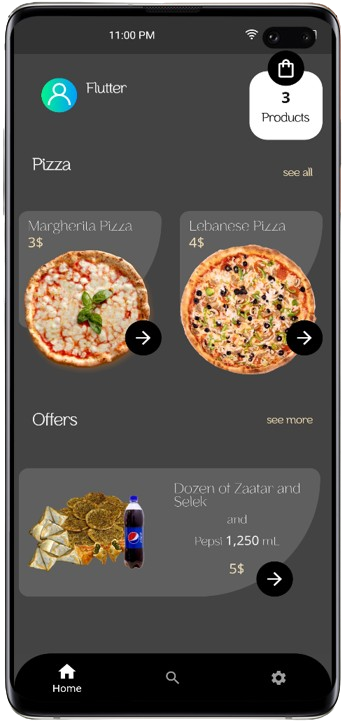 11:00 PM
Flutter
3
Products
Pizza
see all
Margherita Pizza
3$
Lebanese Pizza
4$
Offers
see more
Dozen of Zaatar and
Selek
and
Pepsi 1,250 mL
5$
pepsi
Home